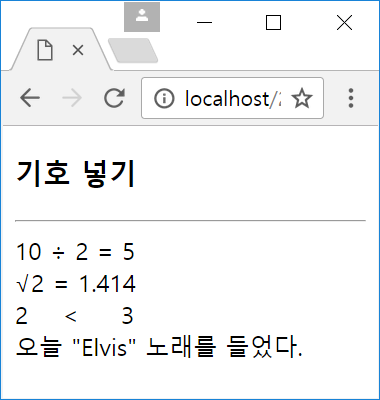 localhost/2
기호 넣기
10 ÷ 2 = 5
√2 = 1.414
2 < 3
오늘 "Elvis" 노래를 들었다.